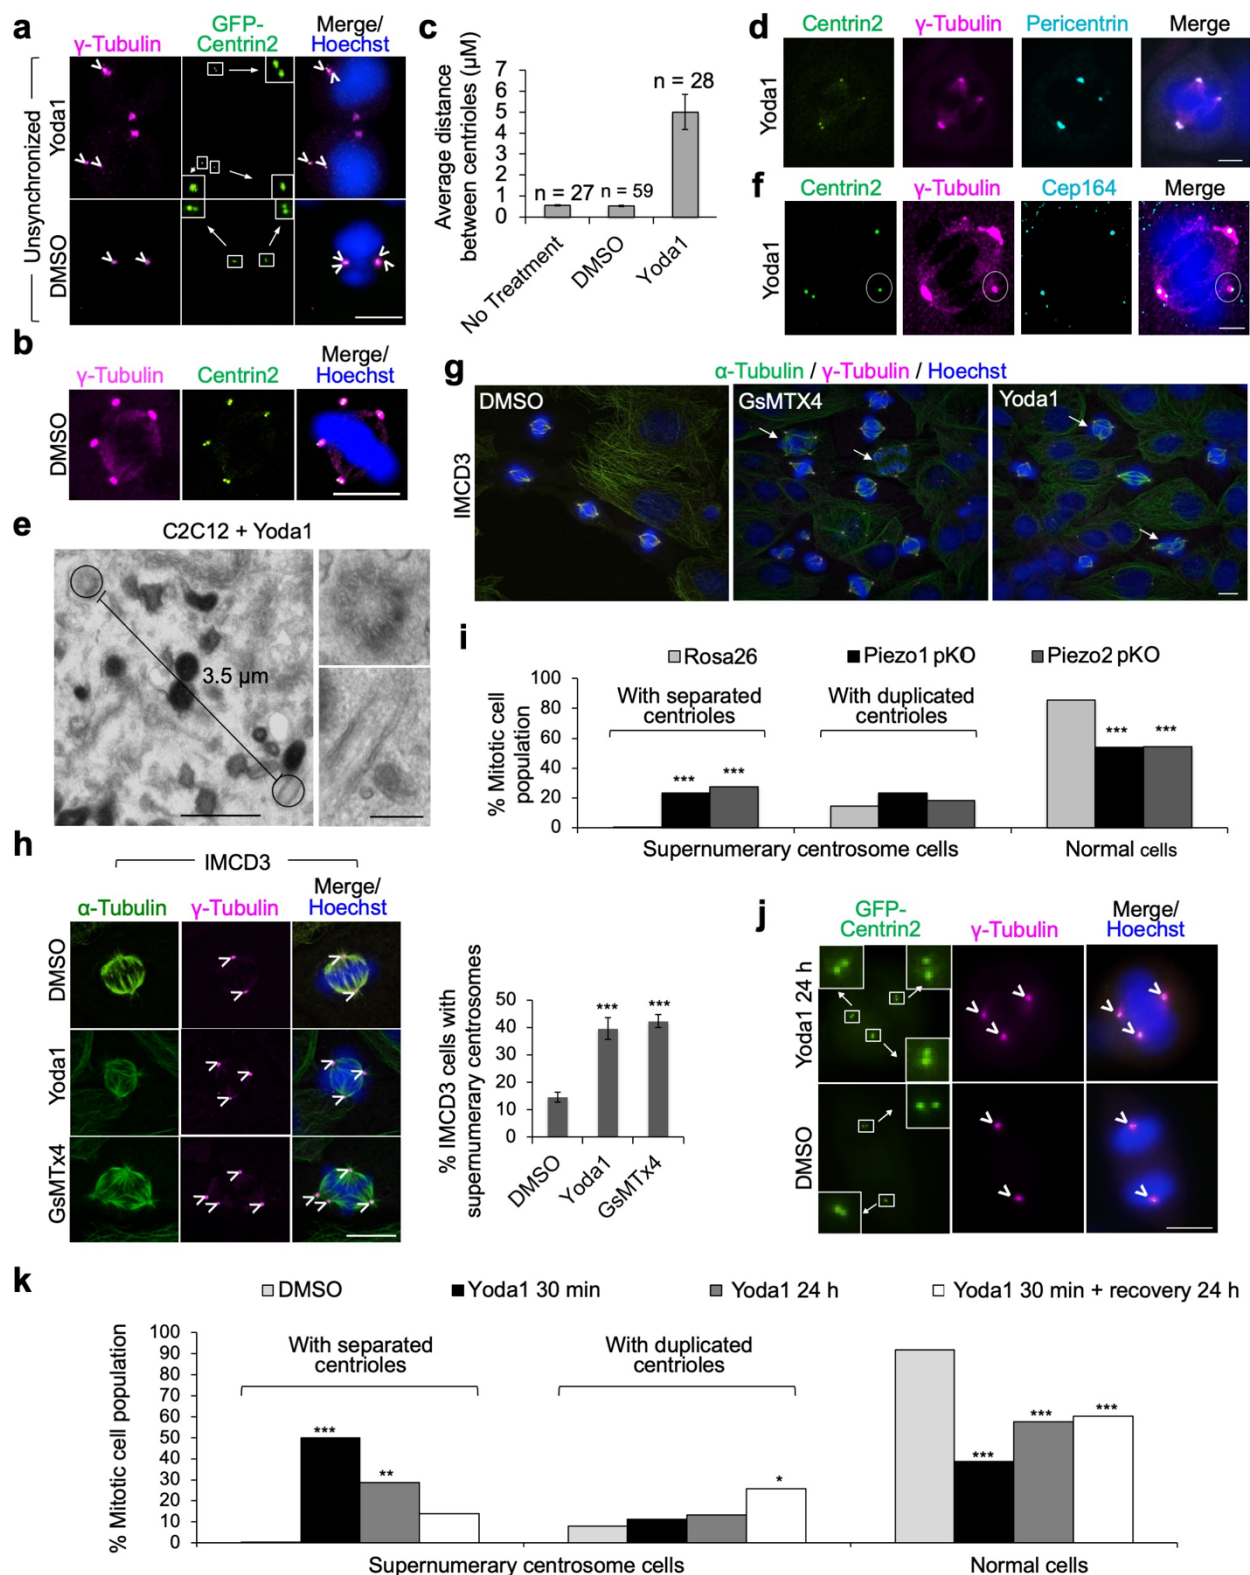 a
γ-Tubulin
GFP-
Centrin2
Merge/
Hoechst
Unsynchronized
Yoda1
DMSO
b
γ-Tubulin
Centrin2
Merge/
Hoechst
DMSO
c
Average distance
between centrioles (µM)
7
6
5
4
3
2
1
0
n = 27
n = 59
n = 28
No Treatment
DMSO
Yoda1
d
Centrin2
γ-Tubulin
Pericentrin
Merge
Yoda1
f
Centrin2
γ-Tubulin
Cep164
Merge
Yoda1
e
C2C12 + Yoda1
3.5 µm
g
α-Tubulin / γ-Tubulin / Hoechst
IMCD3
DMSO
GsMTX4
Yoda1
i
Rosa26
Piezo1 pKO
Piezo2 pKO
% Mitotic cell
population
100
80
60
40
20
0
With separated
centrioles
With duplicated
centrioles
***
***
***
***
Supernumerary centrosome cells
Normal cells
h
IMCD3
α-Tubulin
γ-Tubulin
Merge/
Hoechst
DMSO
Yoda1
GsMTx4
% IMCD3 cells with
supernumerary centrosomes
50
40
30
20
10
0
***
***
DMSO
Yoda1
GsMTx4
j
GFP-
Centrin2
γ-Tubulin
Merge/
Hoechst
Yoda1 24 h
DMSO
k
DMSO
Yoda1 30 min
Yoda1 24 h
Yoda1 30 min + recovery 24 h
% Mitotic cell population
100
90
80
70
60
50
40
30
20
10
0
With separated
centrioles
With duplicated
centrioles
***
**
*
***
***
***
Supernumerary centrosome cells
Normal cells